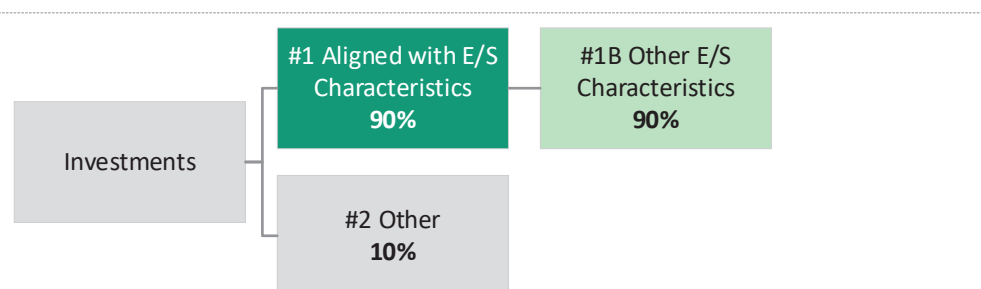 #1 Aligned with E/S
Characteristics
90%
#1B Other E/S
Characteristics
90%
Investments
#2 Other
10%